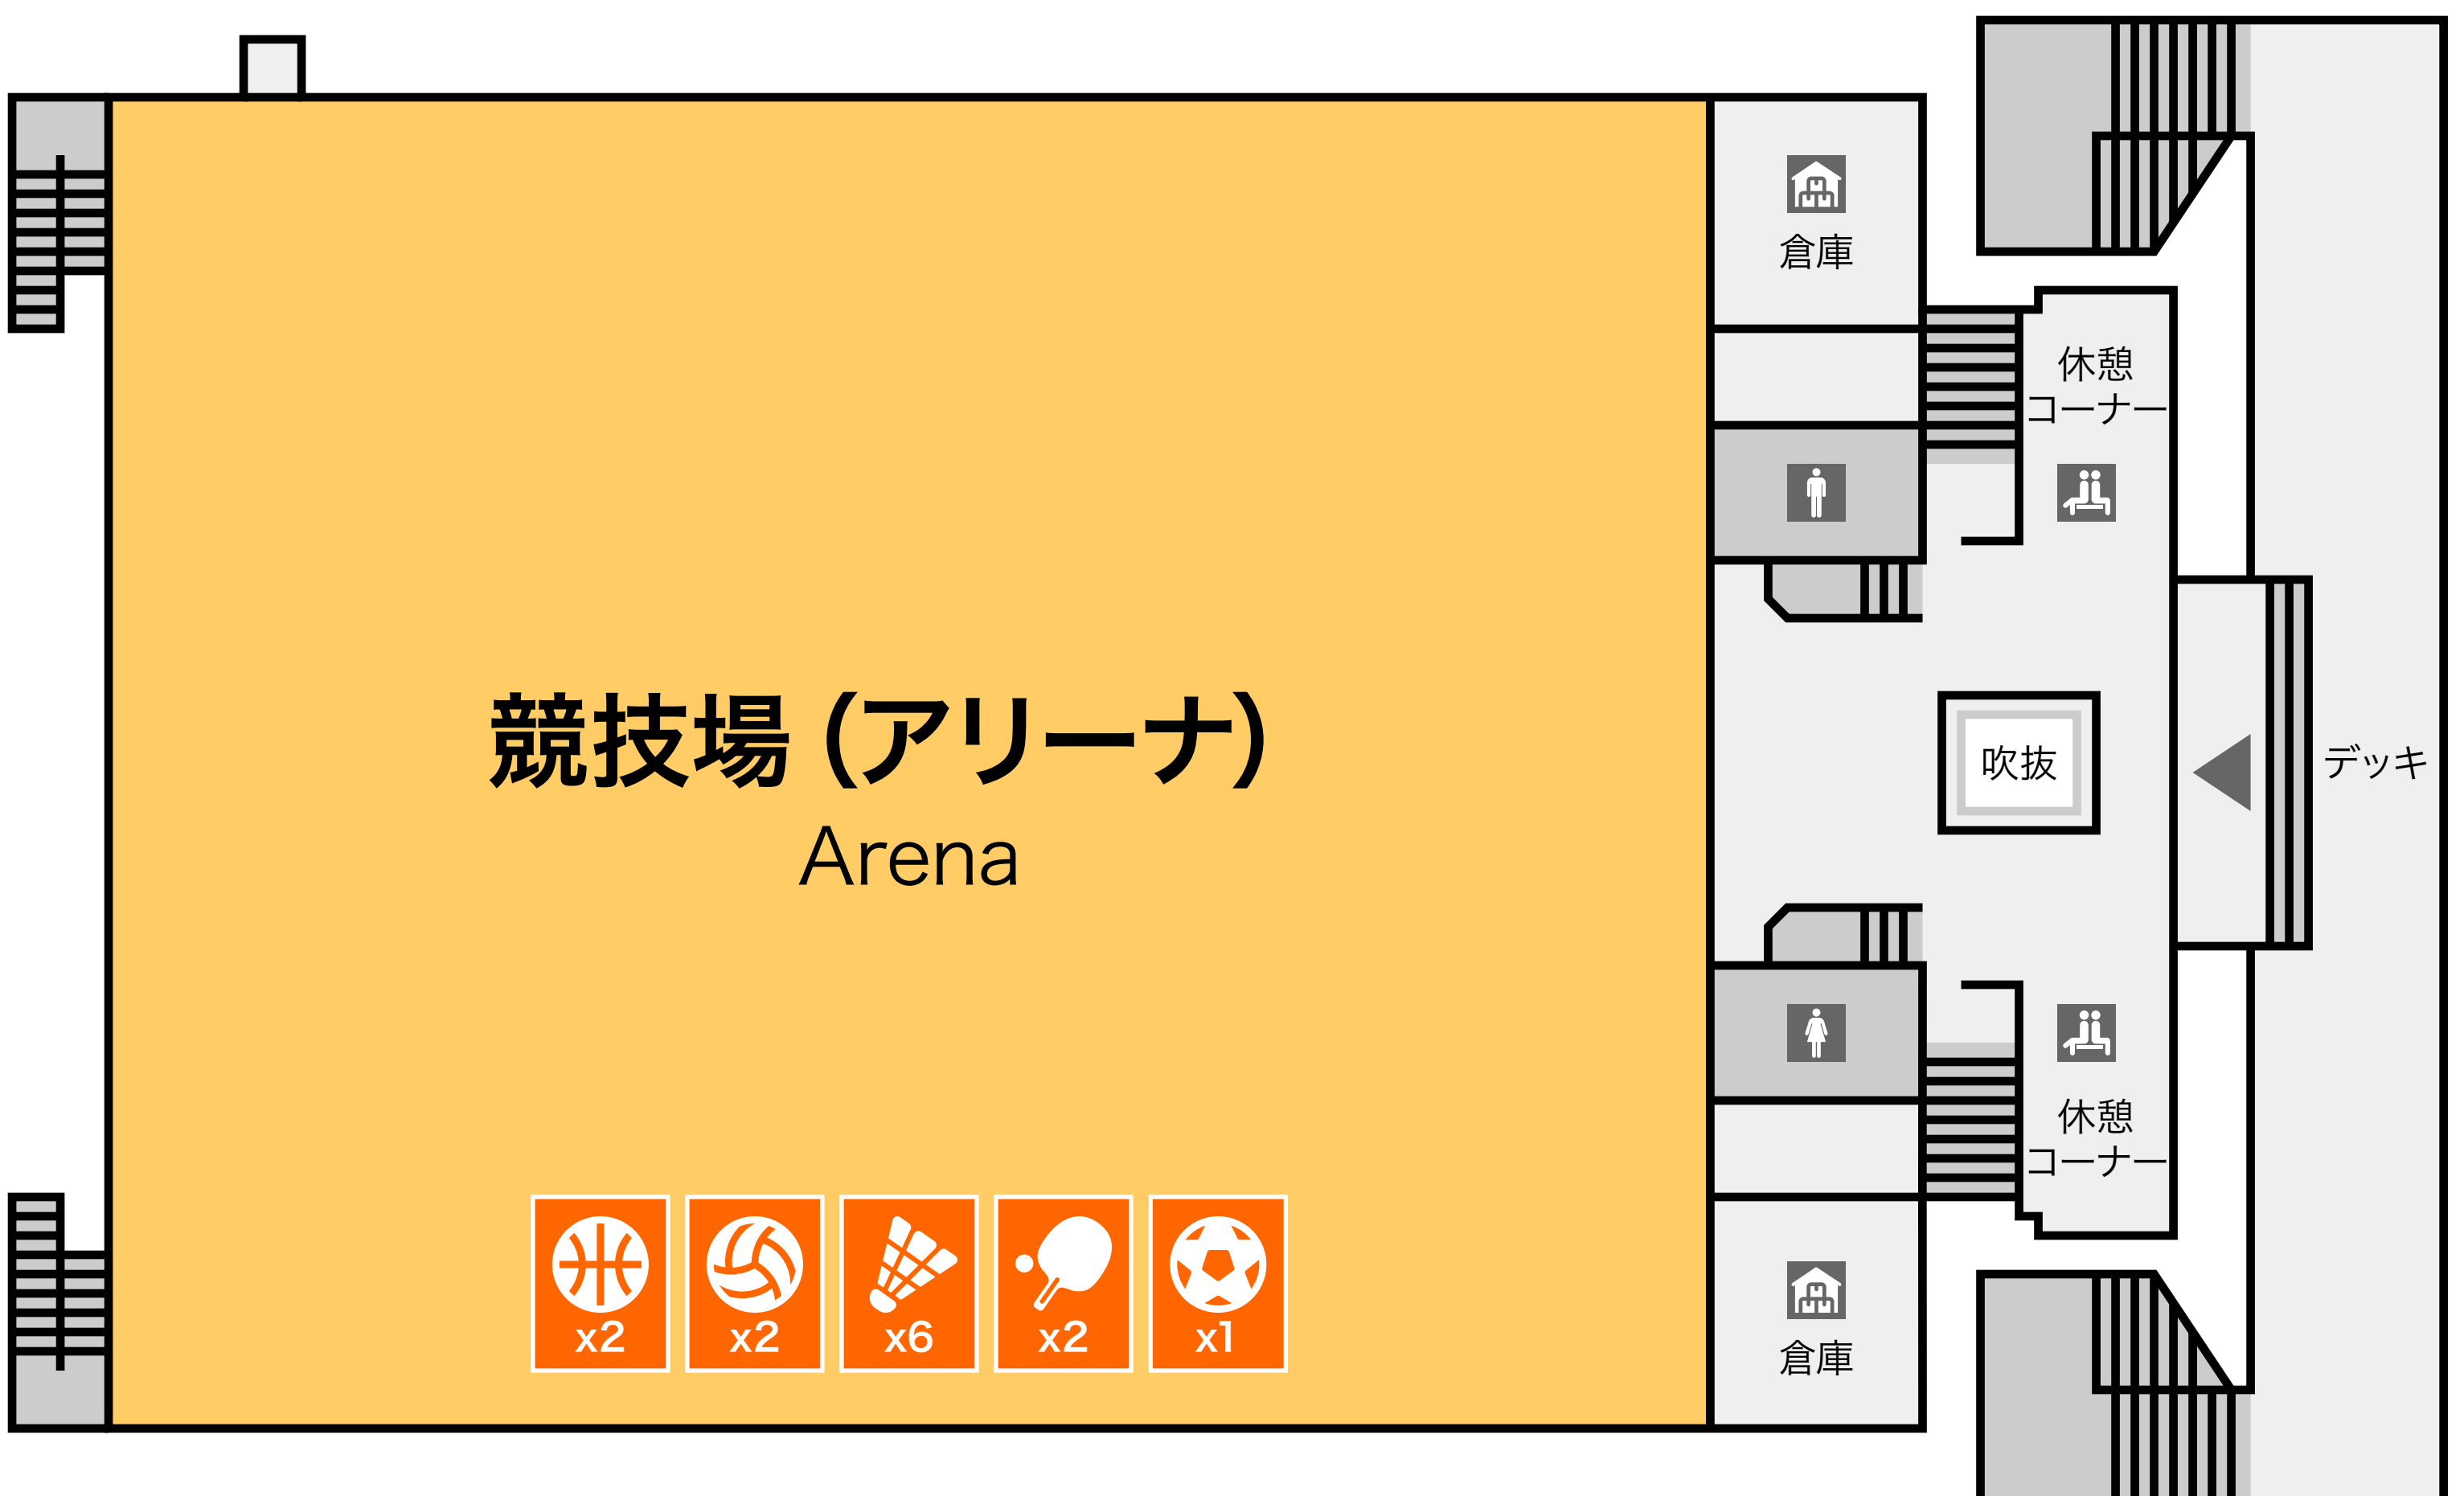 倉庫
休憩
コーナー
競技場 (アリーナ)
Arena
吹抜
デッキ
休憩
コーナー
x2
x2
x6
x2
x1
倉庫